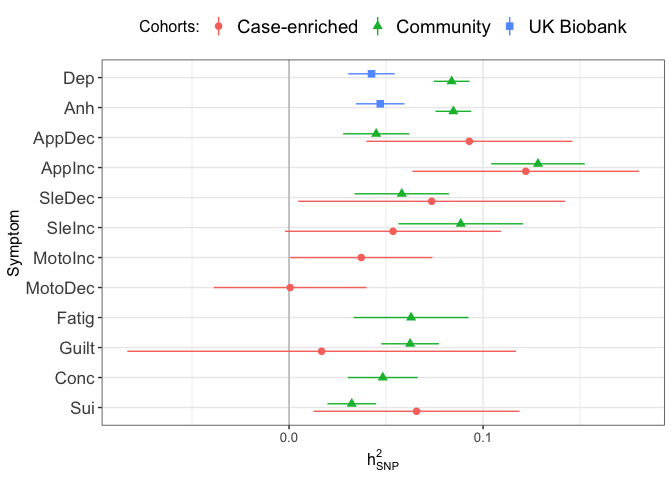 Cohorts: Case-enriched Community UK Biobank
Symptom
Dep
Anh
AppDec
AppInc
SleDec
SleInc
MotoInc
MotoDec
Fatig
Guilt
Conc
Sui
0.0 0.1
h²SNP